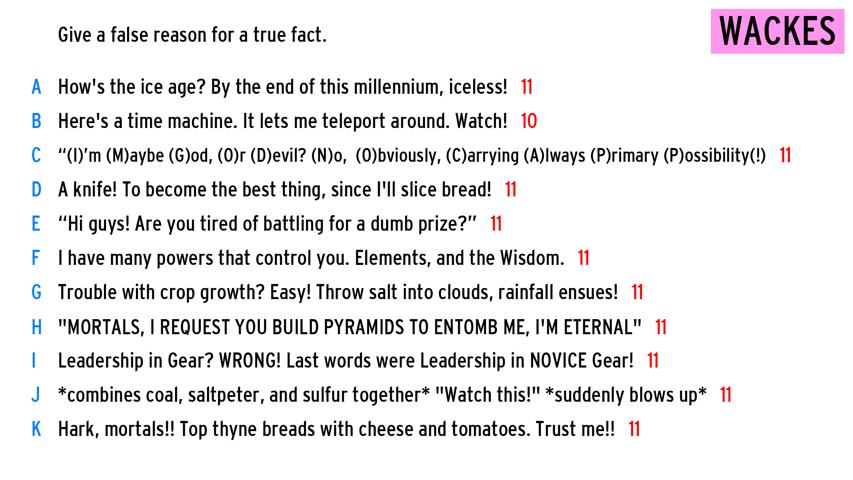 Give a false reason for a true fact.
WACKES
A How's the ice age? By the end of this millennium, iceless! 11
B Here's a time machine. It lets me teleport around. Watch! 10
C “(I)’m (M)aybe (G)od, (O)r (D)evil? (N)o, (O)bviously, (C)arrying (A)lways (P)rimary (P)ossibility(!) 11
D A knife! To become the best thing, since I'll slice bread! 11
E “Hi guys! Are you tired of battling for a dumb prize?” 11
F I have many powers that control you. Elements, and the Wisdom. 11
G Trouble with crop growth? Easy! Throw salt into clouds, rainfall ensues! 11
H "MORTALS, I REQUEST YOU BUILD PYRAMIDS TO ENTOMB ME, I'M ETERNAL" 11
I Leadership in Gear? WRONG! Last words were Leadership in NOVICE Gear! 11
J *combines coal, saltpeter, and sulfur together* "Watch this!" *suddenly blows up* 11
K Hark, mortals!! Top thyne breads with cheese and tomatoes. Trust me!! 11